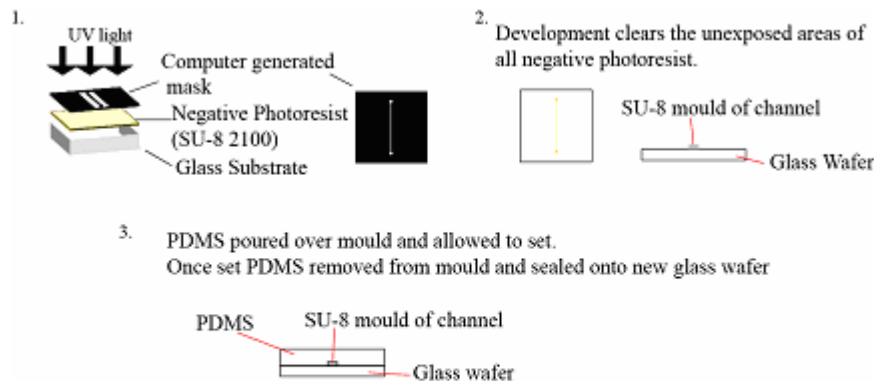 1.
UV light
Computer generated
mask
Negative Photoresist
(SU-8 2100)
Glass Substrate
2.
Development clears the unexposed areas of
all negative photoresist.
SU-8 mould of channel
Glass Wafer
3.
PDMS poured over mould and allowed to set.
Once set PDMS removed from mould and sealed onto new glass wafer
PDMS
SU-8 mould of channel
Glass wafer